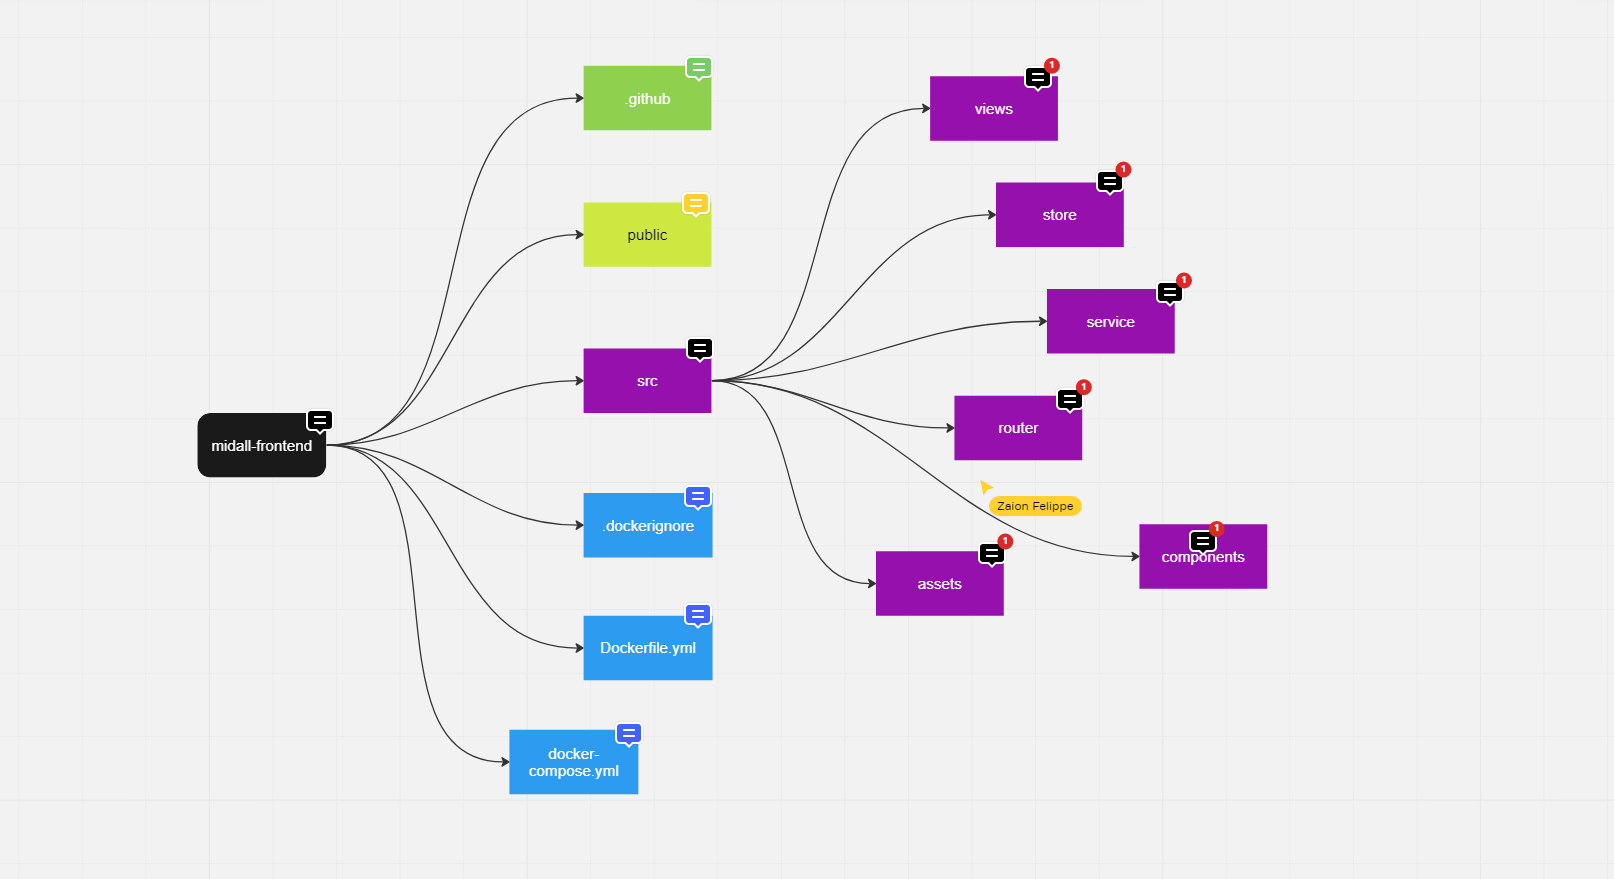 .github
public
src
midall-frontend
.dockerignore
Dockerfile.yml
docker-
compose.yml
1
views
1
store
1
service
1
router
Zaion Felippe
1
components
1
assets